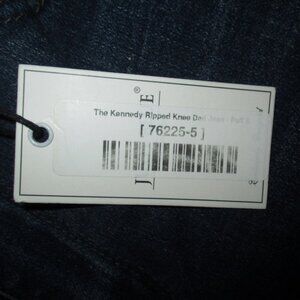 The Kennedy Ripped Knee Dad Jean -
[ 76225-5 ]
J E ®